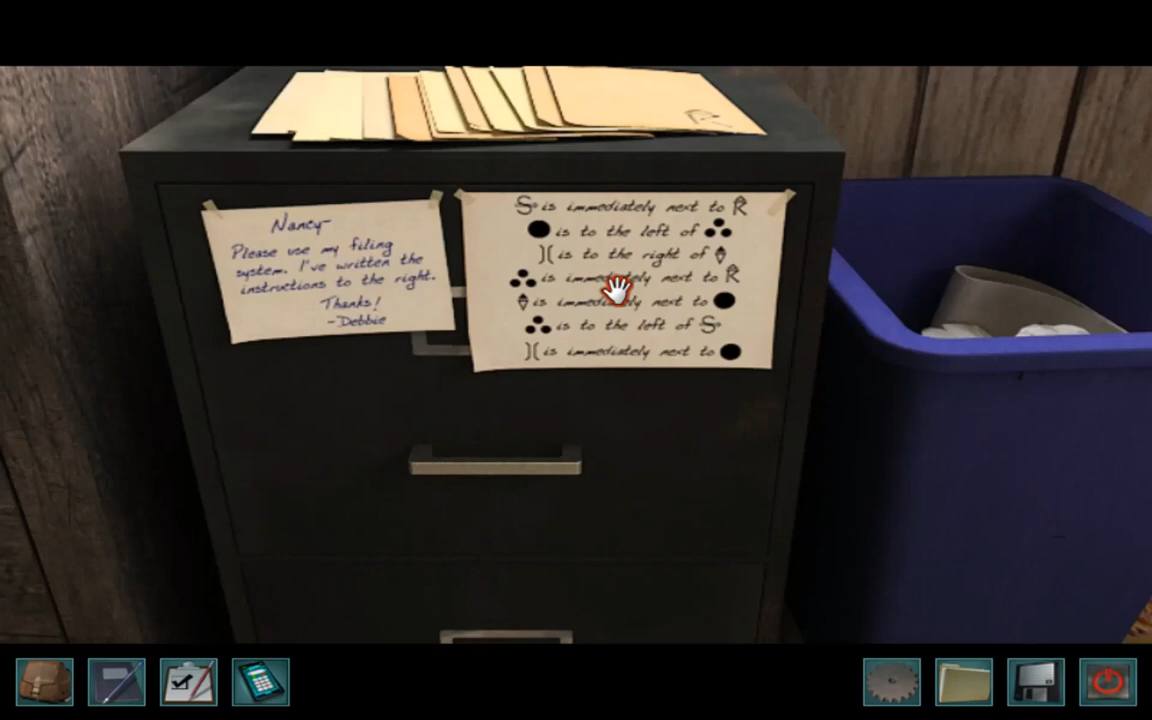 Nancy-
Please use my filing
system. I've written the
instructions to the right.
Thanks!
-Debbie
S is immediately next to R
● is to the left of
)( is to the right of
is immediately next to R
is immediately next to ●
is to the left of S
)( is immediately next to ●